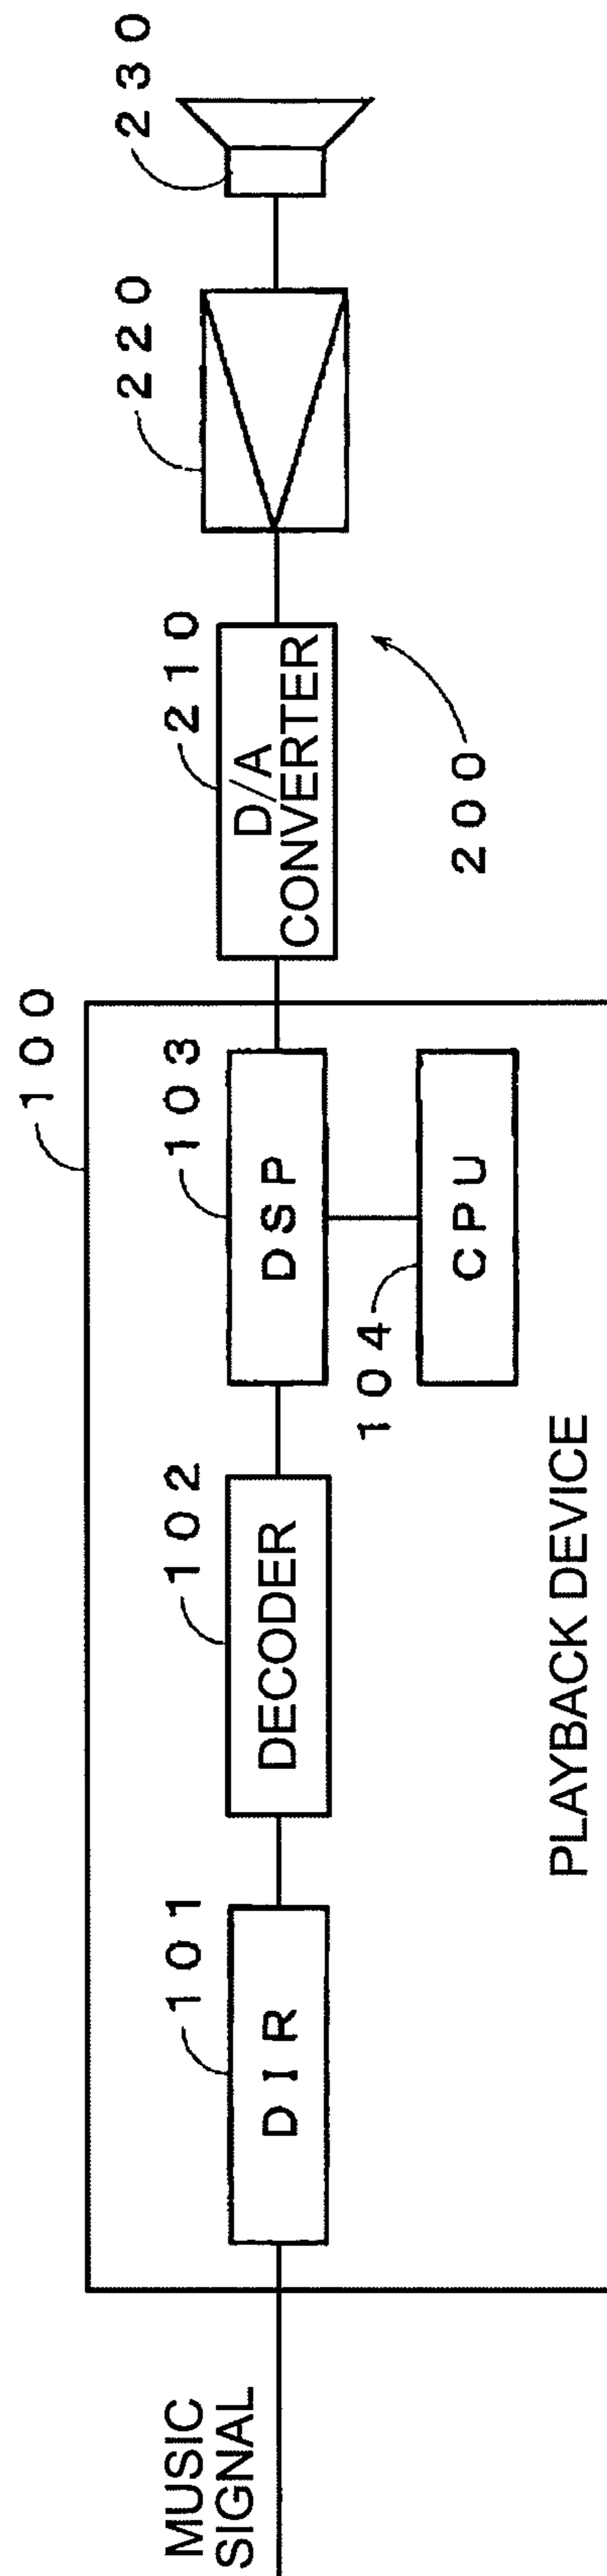 100
101
102
103
210
220
230
MUSIC
SIGNAL
DIR
DECODER
DSP
D/A
CONVERTER
104
CPU
200
PLAYBACK DEVICE